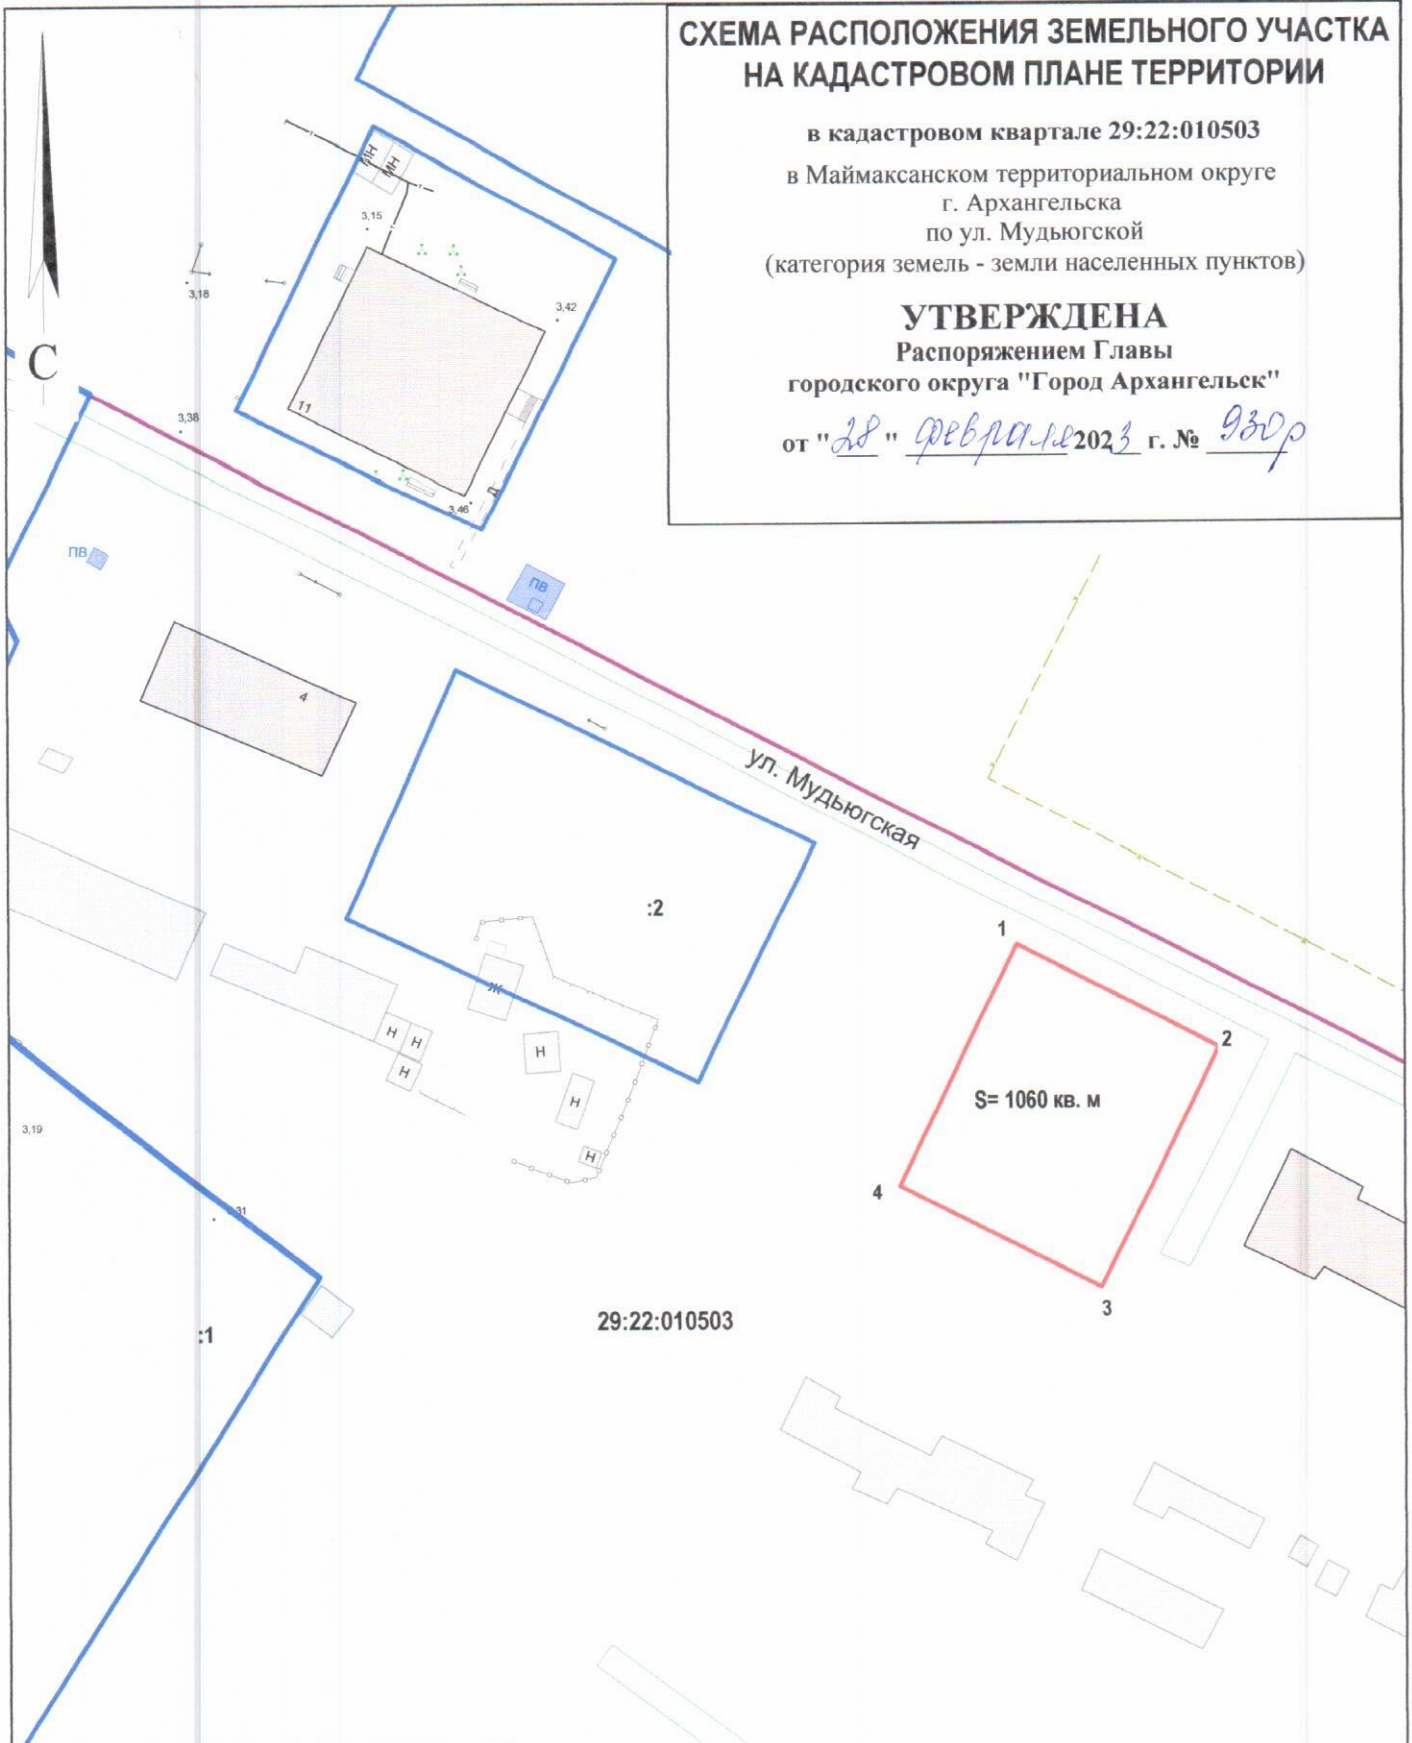 СХЕМА РАСПОЛОЖЕНИЯ ЗЕМЕЛЬНОГО УЧАСТКА
НА КАДАСТРОВОМ ПЛАНЕ ТЕРРИТОРИИ
в кадастровом квартале 29:22:010503
в Маймаксанском территориальном округе
г. Архангельска
по ул. Мудьюгской
(категория земель - земли населенных пунктов)
УТВЕРЖДЕНА
Распоряжением Главы
городского округа "Город Архангельск"
от "28" февраля 2023 г. № 930р
С
МН
МН
3,15
3,18
3,42
11
3,38
3,46
Д
ПВ
ПВ
4
ул. Мудьюгская
:2
Ж
Н
Н
Н
Н
Н
Н
1
2
S= 1060 кв. м
4
3
3,19
31
:1
29:22:010503